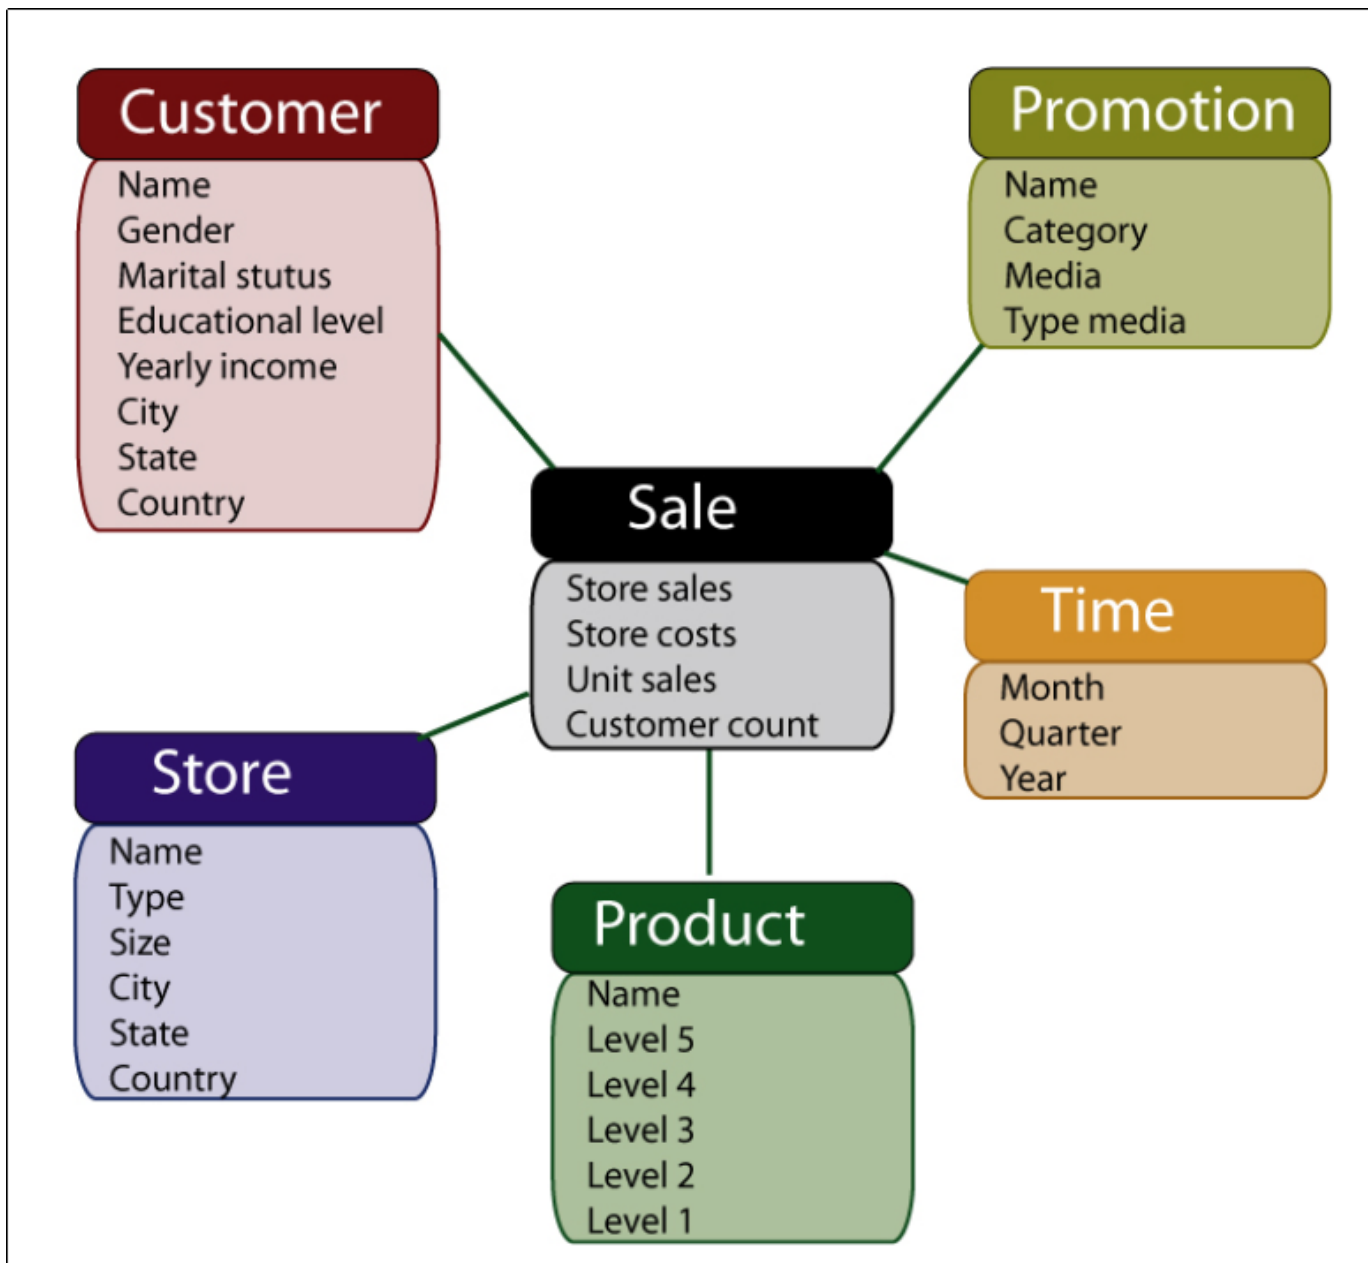 Customer
Name
Gender
Marital stutus
Educational level
Yearly income
City
State
Country
Promotion
Name
Category
Media
Type media
Sale
Store sales
Store costs
Unit sales
Customer count
Time
Month
Quarter
Year
Store
Name
Type
Size
City
State
Country
Product
Name
Level 5
Level 4
Level 3
Level 2
Level 1